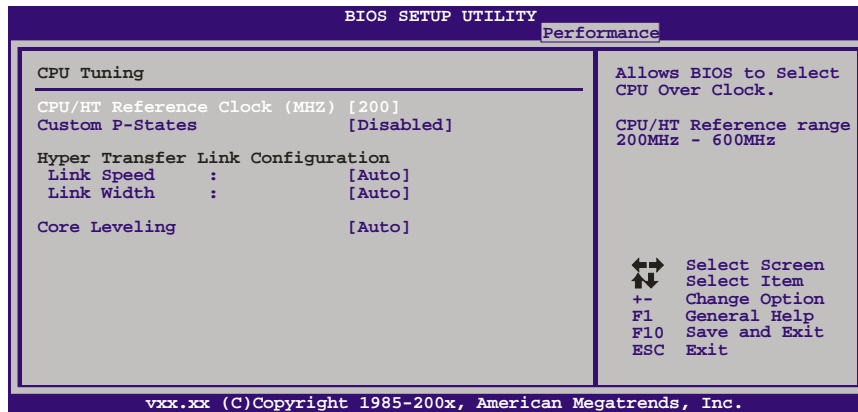 BIOS SETUP UTILITY
Performance
CPU Tuning
CPU/HT Reference Clock (MHZ) [200]
Custom P-States [Disabled]
Hyper Transfer Link Configuration
Link Speed : [Auto]
Link Width : [Auto]
Core Leveling [Auto]
Allows BIOS to Select
CPU Over Clock.
CPU/HT Reference range
200MHz - 600MHz
Select Screen
Select Item
+- Change Option
F1 General Help
F10 Save and Exit
ESC Exit
vxx.xx (C)Copyright 1985-200x, American Megatrends, Inc.